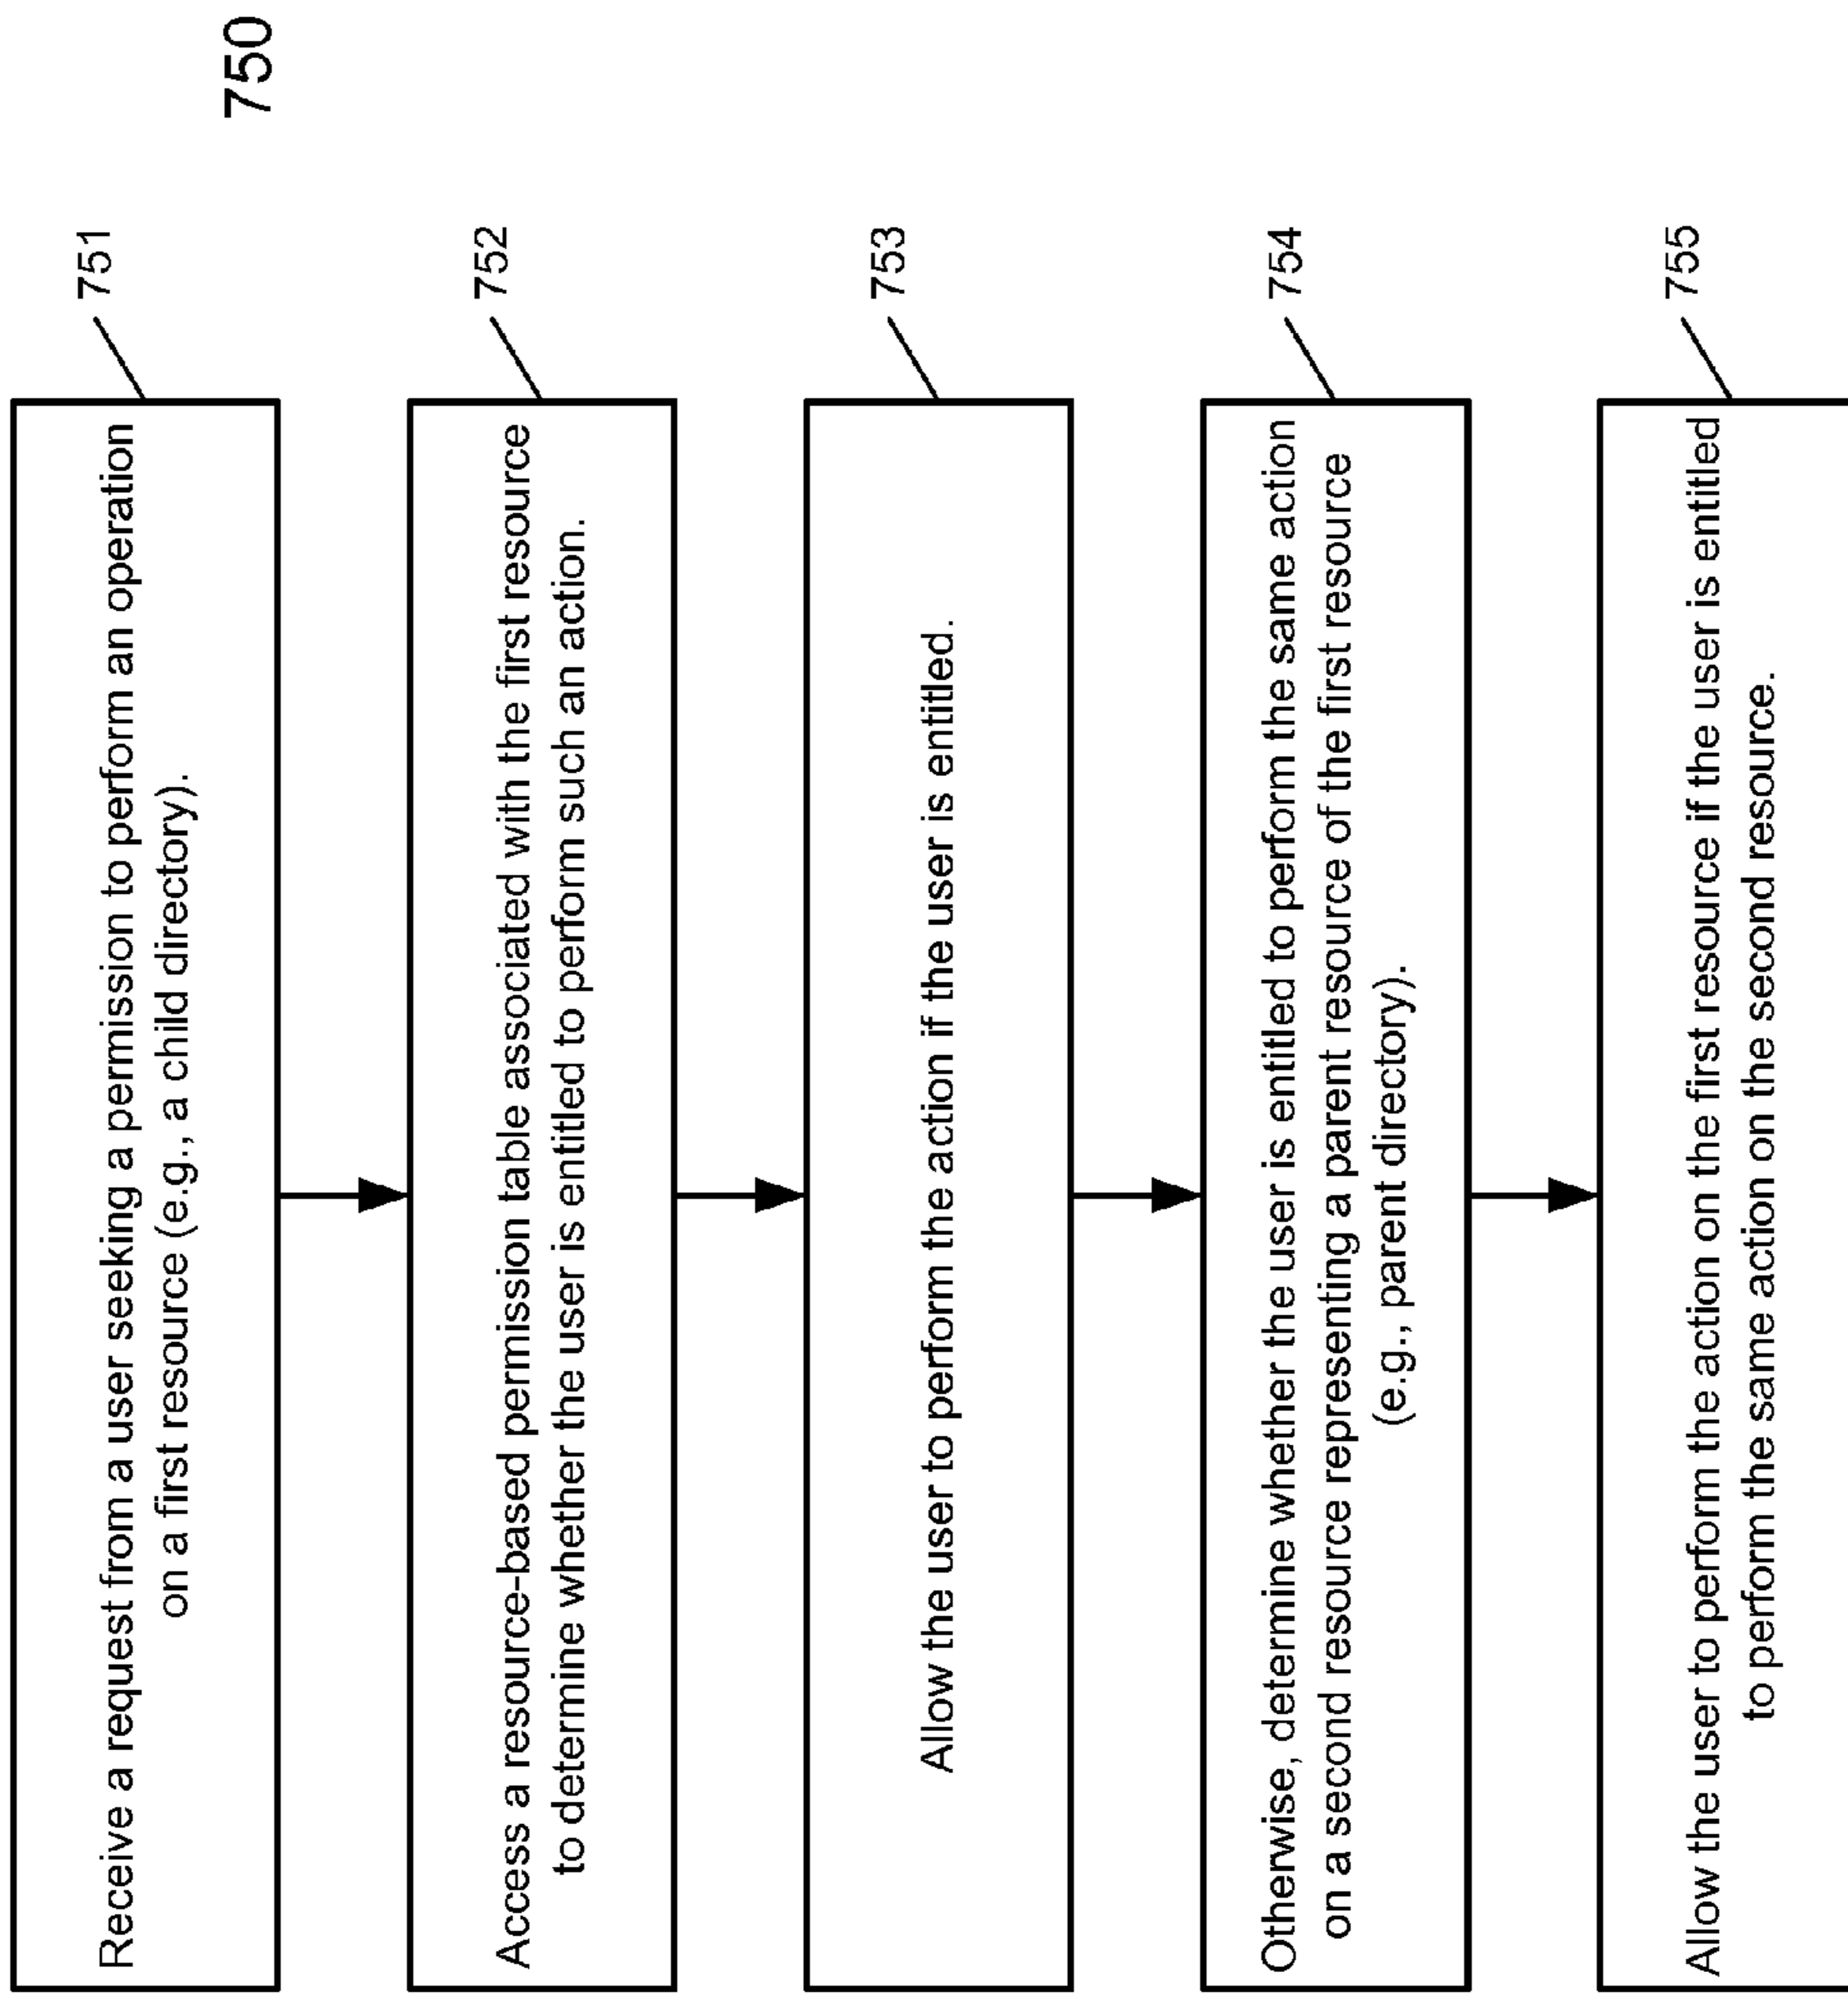 750
751
Receive a request from a user seeking a permission to perform an operation
on a first resource (e.g., a child directory).
752
Access a resource-based permission table associated with the first resource
to determine whether the user is entitled to perform such an action.
753
Allow the user to perform the action if the user is entitled.
754
Otherwise, determine whether the user is entitled to perform the same action
on a second resource representing a parent resource of the first resource
(e.g., parent directory).
755
Allow the user to perform the action on the first resource if the user is entitled
to perform the same action on the second resource.